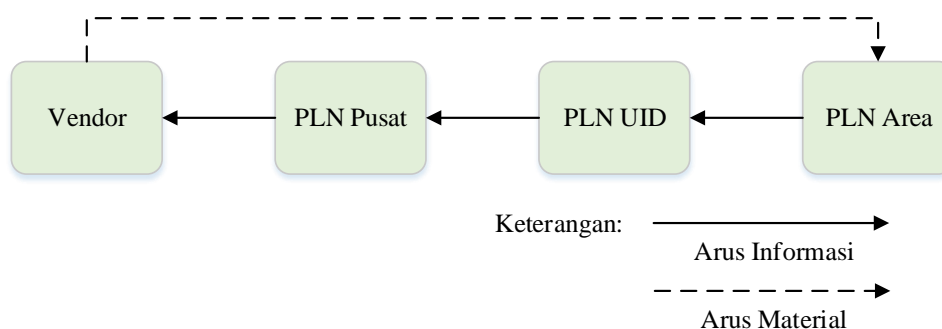 Vendor
PLN Pusat
PLN UID
PLN Area
Keterangan:
Arus Informasi
Arus Material